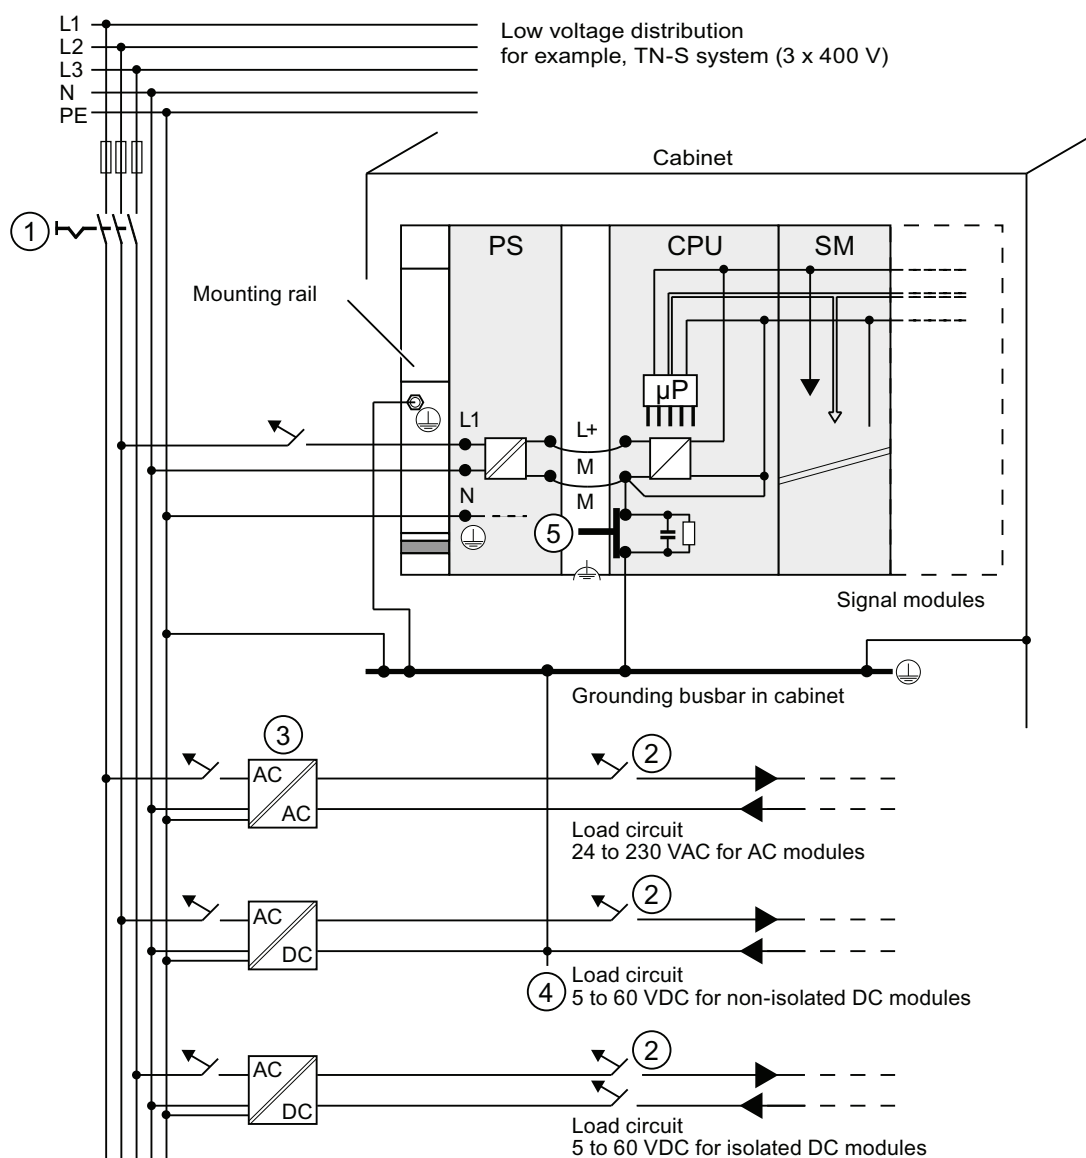 L1
L2
L3
N
PE
Low voltage distribution
for example, TN-S system (3 x 400 V)
Cabinet
1
PS
CPU
SM
Mounting rail
µP
L1
L+
M
N
M
5
Signal modules
Grounding busbar in cabinet
3
2
AC
AC
Load circuit
24 to 230 VAC for AC modules
2
AC
DC
4
Load circuit
5 to 60 VDC for non-isolated DC modules
2
AC
DC
Load circuit
5 to 60 VDC for isolated DC modules